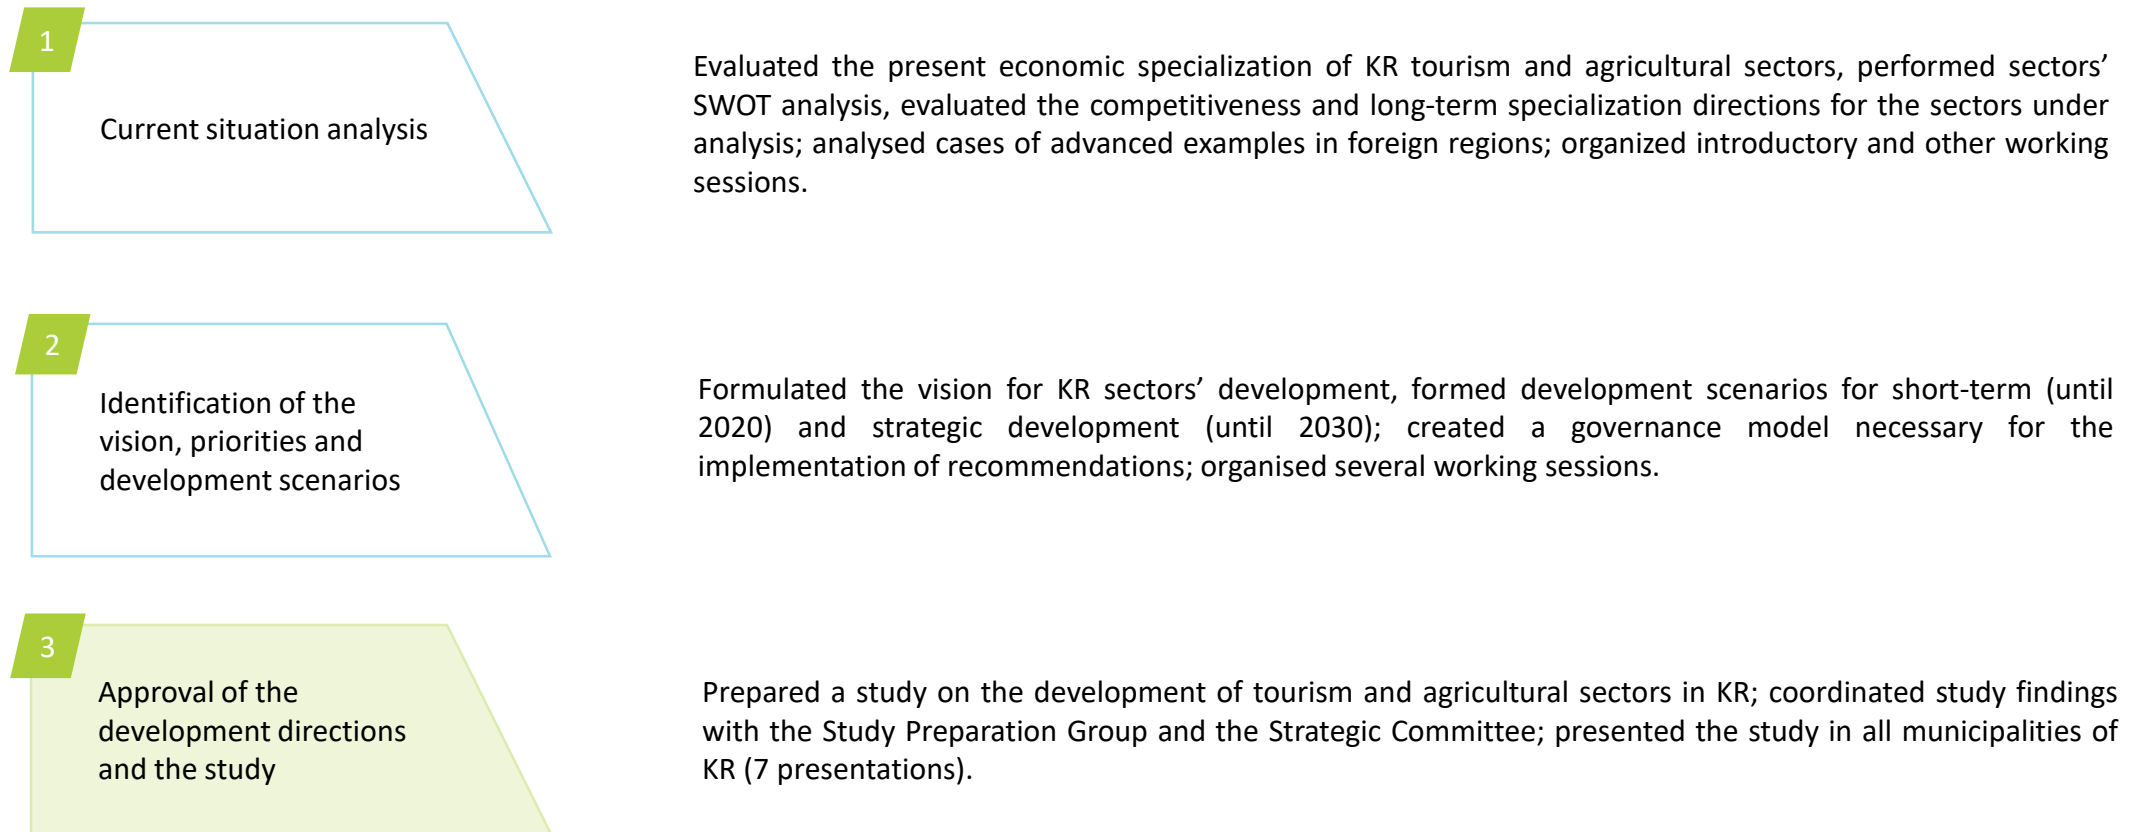 1
Current situation analysis
Evaluated the present economic specialization of KR tourism and agricultural sectors, performed sectors’
SWOT analysis, evaluated the competitiveness and long-term specialization directions for the sectors under
analysis; analysed cases of advanced examples in foreign regions; organized introductory and other working
sessions.
2
Identification of the
vision, priorities and
development scenarios
Formulated the vision for KR sectors’ development, formed development scenarios for short-term (until
2020) and strategic development (until 2030); created a governance model necessary for the
implementation of recommendations; organised several working sessions.
3
Approval of the
development directions
and the study
Prepared a study on the development of tourism and agricultural sectors in KR; coordinated study findings
with the Study Preparation Group and the Strategic Committee; presented the study in all municipalities of
KR (7 presentations).